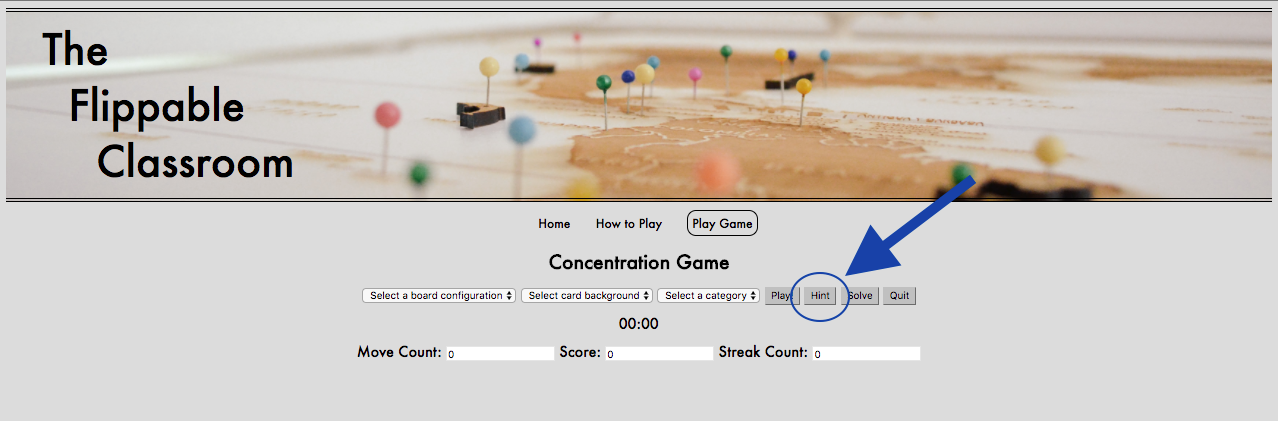 The
Flippable
Classroom
Home How to Play Play Game
Concentration Game
Select a board configuration Select card background Select a category Play Hint Solve Quit
00:00
Move Count: 0 Score: 0 Streak Count: 0